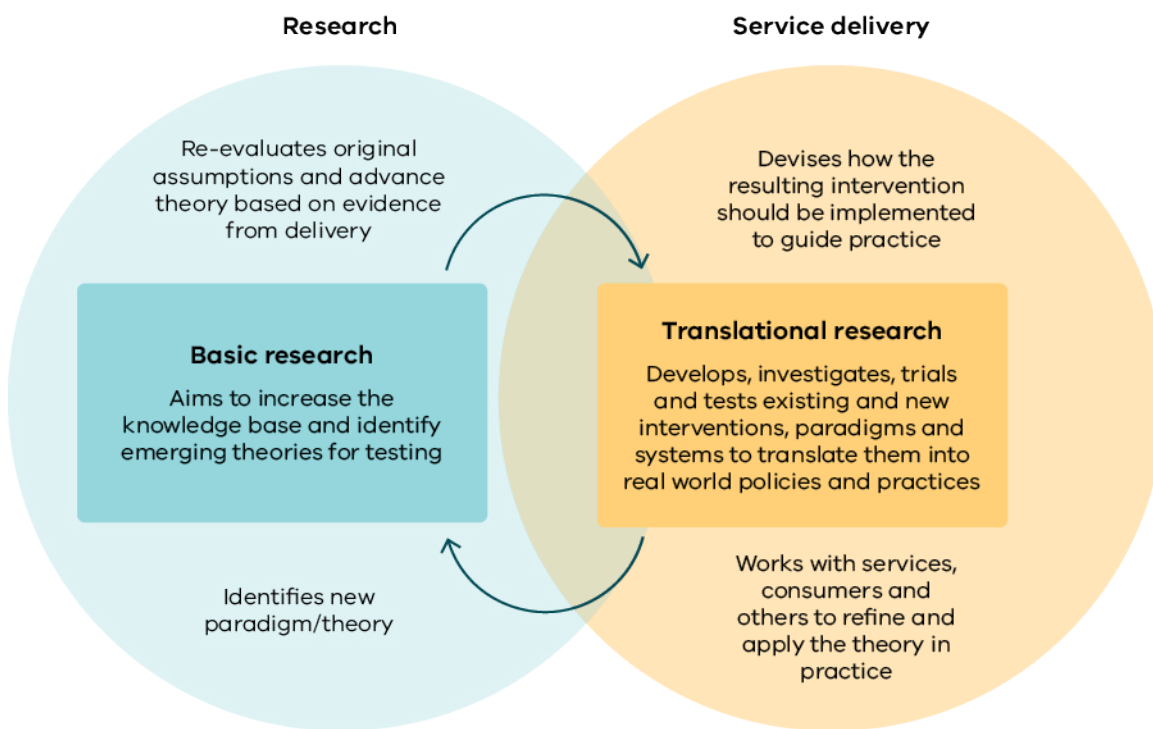 Research
Service delivery
Re-evaluates original
assumptions and advance
theory based on evidence
from delivery
Devises how the
resulting intervention
should be implemented
to guide practice
Basic research
Aims to increase the
knowledge base and identify
emerging theories for testing
Translational research
Develops, investigates, trials
and tests existing and new
interventions, paradigms and
systems to translate them into
real world policies and practices
Identifies new
paradigm/theory
Works with services,
consumers and
others to refine and
apply the theory in
practice